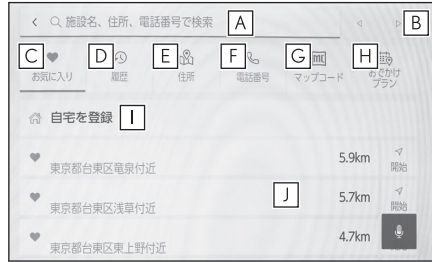 施設名、住所、電話番号で検索
A
B
C
D
E
F
G
H
お気に入り
履歴
住所
電話番号
マップコード
おでかけ
プラン
自宅を登録
I
5.9km
開始
東京都台東区竜泉付近
J
5.7km
開始
東京都台東区浅草付近
4.7km
東京都台東区東上野付近